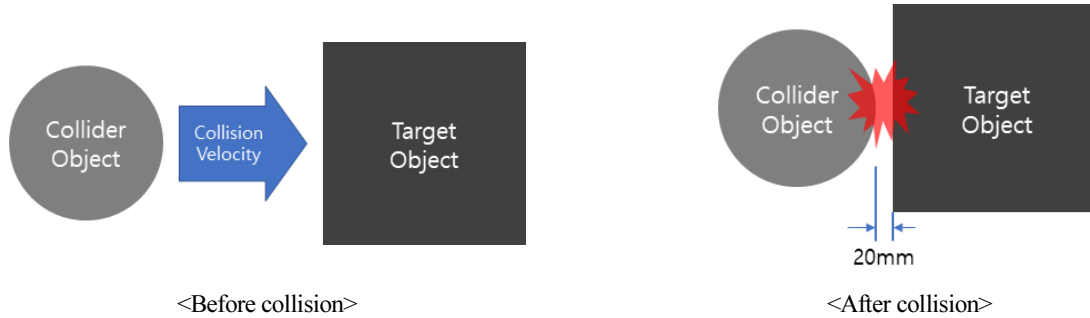 Collider
Object
Collision
Velocity
Target
Object
<Before collision>
Collider
Object
Target
Object
20mm
<After collision>